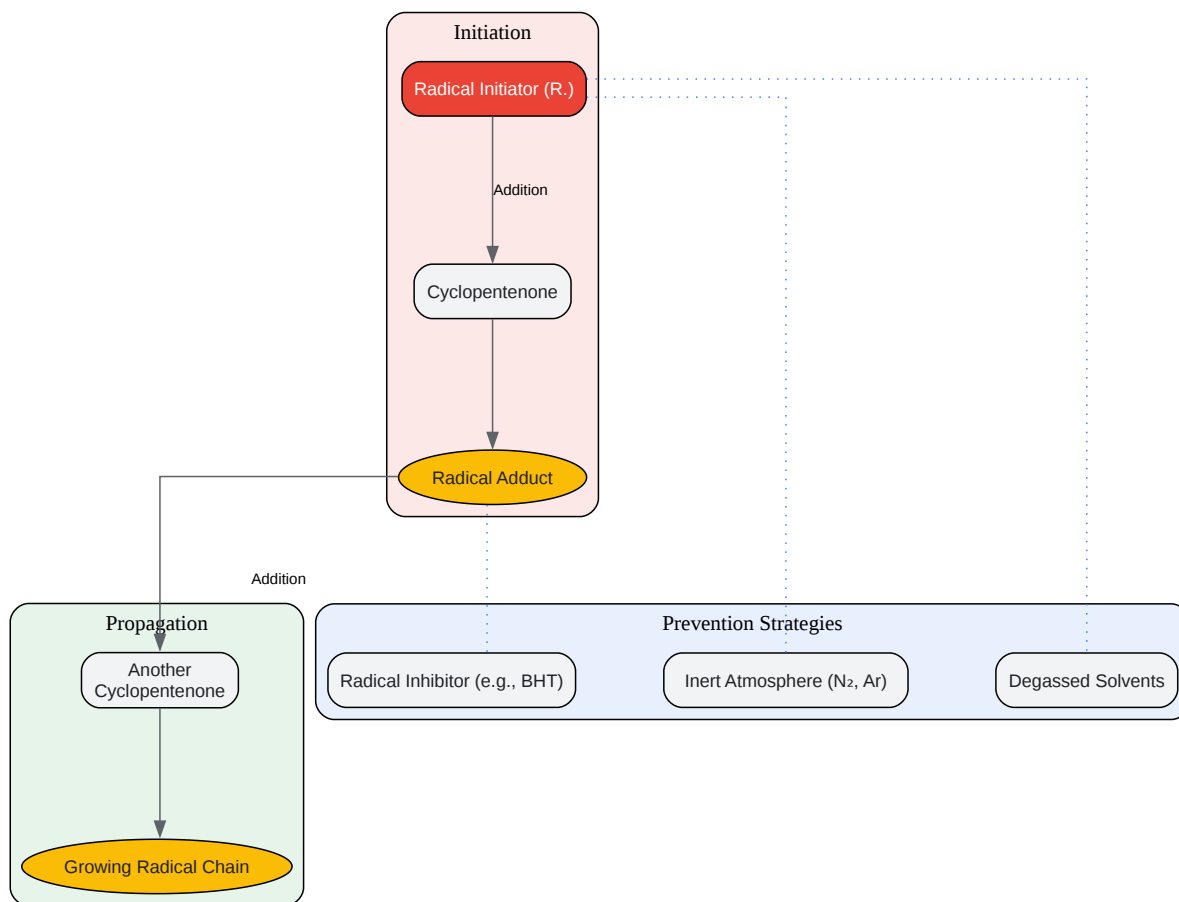 Initiation
Radical Initiator (R.)
Addition
Cyclopentenone
Radical Adduct
Addition
Propagation
Another
Cyclopentenone
Growing Radical Chain
Prevention Strategies
Radical Inhibitor (e.g., BHT)
Inert Atmosphere (N₂, Ar)
Degassed Solvents